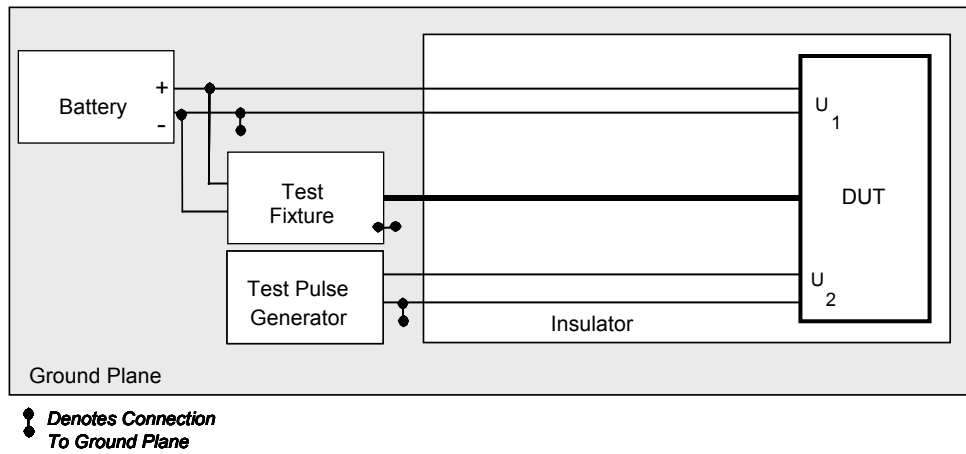 Battery
+
-
U
1
Test
Fixture
DUT
Test Pulse
Generator
U
2
Insulator
Ground Plane
Denotes Connection
To Ground Plane